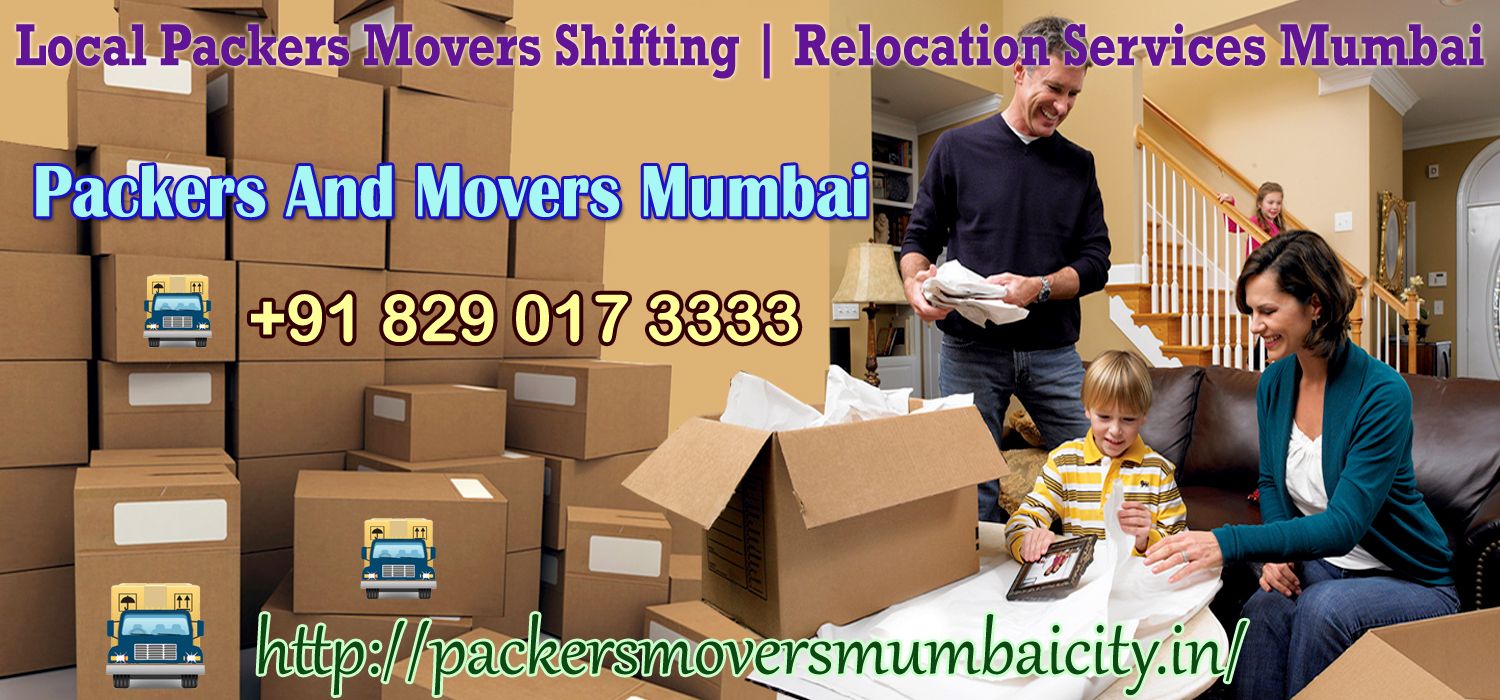 Local Packers Movers Shifting | Relocation Services Mumbai
Packers And Movers Mumbai
+91 829 017 3333
http://packersmoversmumbaicity.in/